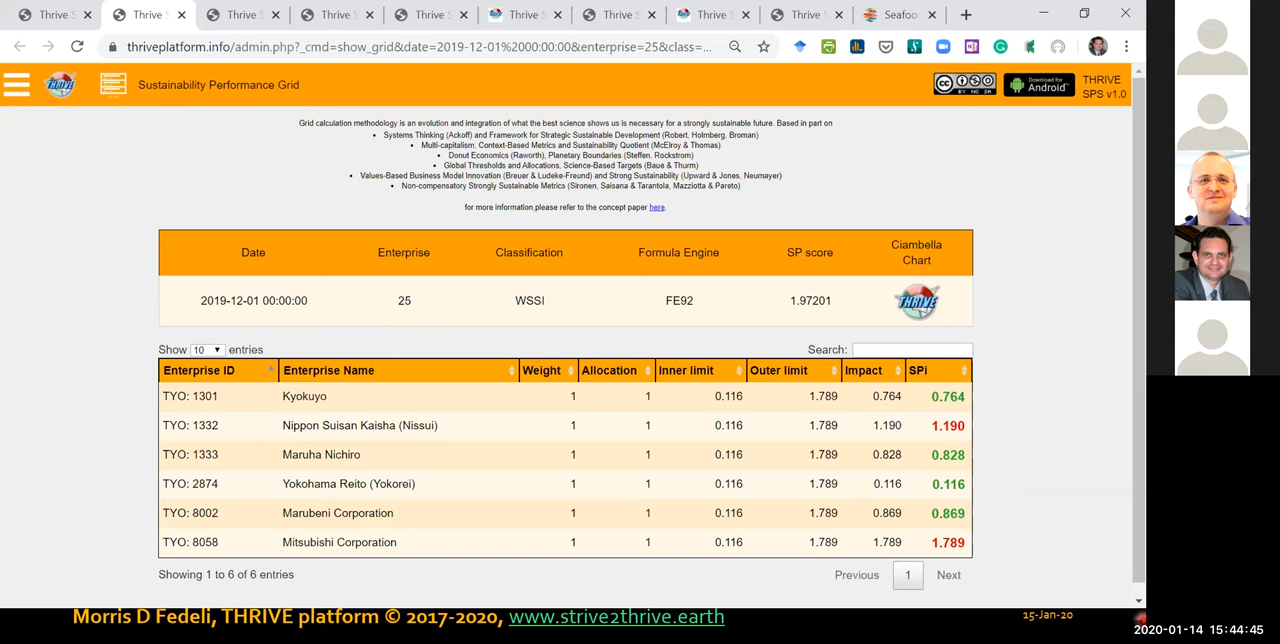 Thrive S
Thrive S
Thrive S
Thrive S
Thrive S
Thrive S
Thrive S
Thrive S
Thrive S
Seafoo
thriveplatform.info/admin.php?_cmd=show_grid&date=2019-12-01%2000:00:00&enterprise=25&class=...
THRIVE
Sustainability Performance Grid
cc BY NC SA
Download for Android
THRIVE
SPS v1.0
Grid calculation methodology is an evolution and integration of what the best science shows us is necessary for a strongly sustainable future. Based in part on
• Systems Thinking (Ackoff) and Framework for Strategic Sustainable Development (Robert, Holmberg, Broman)
• Multi-capitalism, Context-Based Metrics and Sustainability Quotient (McElroy & Thomas)
• Donut Economics (Raworth), Planetary Boundaries (Steffen, Rockstrom)
• Global Thresholds and Allocations, Science-Based Targets (Baue & Thurm)
• Values-Based Business Model Innovation (Breuer & Ludeke-Freund) and Strong Sustainability (Upward & Jones, Neumayer)
• Non-compensatory Strongly Sustainable Metrics (Sironen, Saisana & Tarantola, Mazziotta & Pareto)
for more information,please refer to the concept paper here.
Date Enterprise Classification Formula Engine SP score Ciambella Chart
2019-12-01 00:00:00 25 WSSI FE92 1.97201 THRIVE
Show 10 entries Search:
Enterprise ID Enterprise Name Weight Allocation Inner limit Outer limit Impact SPi
TYO: 1301 Kyokuyo 1 1 0.116 1.789 0.764 0.764
TYO: 1332 Nippon Suisan Kaisha (Nissui) 1 1 0.116 1.789 1.190 1.190
TYO: 1333 Maruha Nichiro 1 1 0.116 1.789 0.828 0.828
TYO: 2874 Yokohama Reito (Yokorei) 1 1 0.116 1.789 0.116 0.116
TYO: 8002 Marubeni Corporation 1 1 0.116 1.789 0.869 0.869
TYO: 8058 Mitsubishi Corporation 1 1 0.116 1.789 1.789 1.789
Showing 1 to 6 of 6 entries Previous 1 Next
Morris D Fedeli, THRIVE platform © 2017-2020, www.strive2thrive.earth
15-Jan-20
2020-01-14 15:44:45